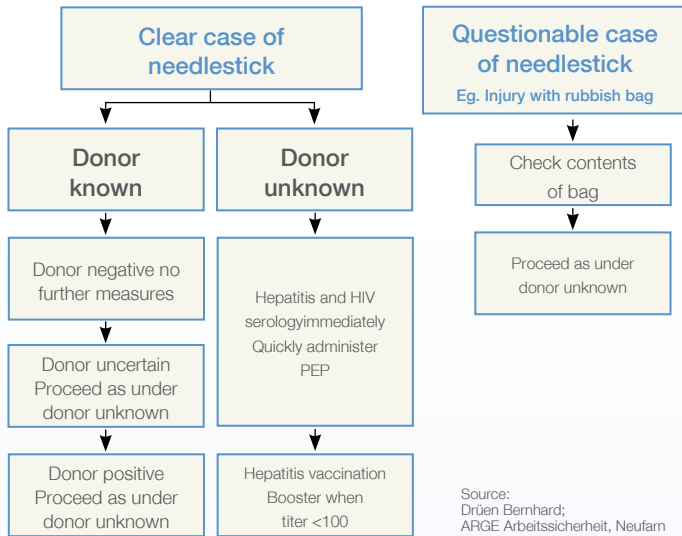 Clear case of
needlestick
Donor
known
Donor negative no
further measures
Donor uncertain
Proceed as under
donor unknown
Donor positive
Proceed as under
donor unknown
Donor
unknown
Hepatitis and HIV
serologyimmediately
Quickly administer
PEP
Hepatitis vaccination
Booster when
titer <100
Questionable case
of needlestick
Eg. Injury with rubbish bag
Check contents
of bag
Proceed as under
donor unknown
Source:
Drüen Bernhard;
ARGE Arbeitssicherheit, Neufarn